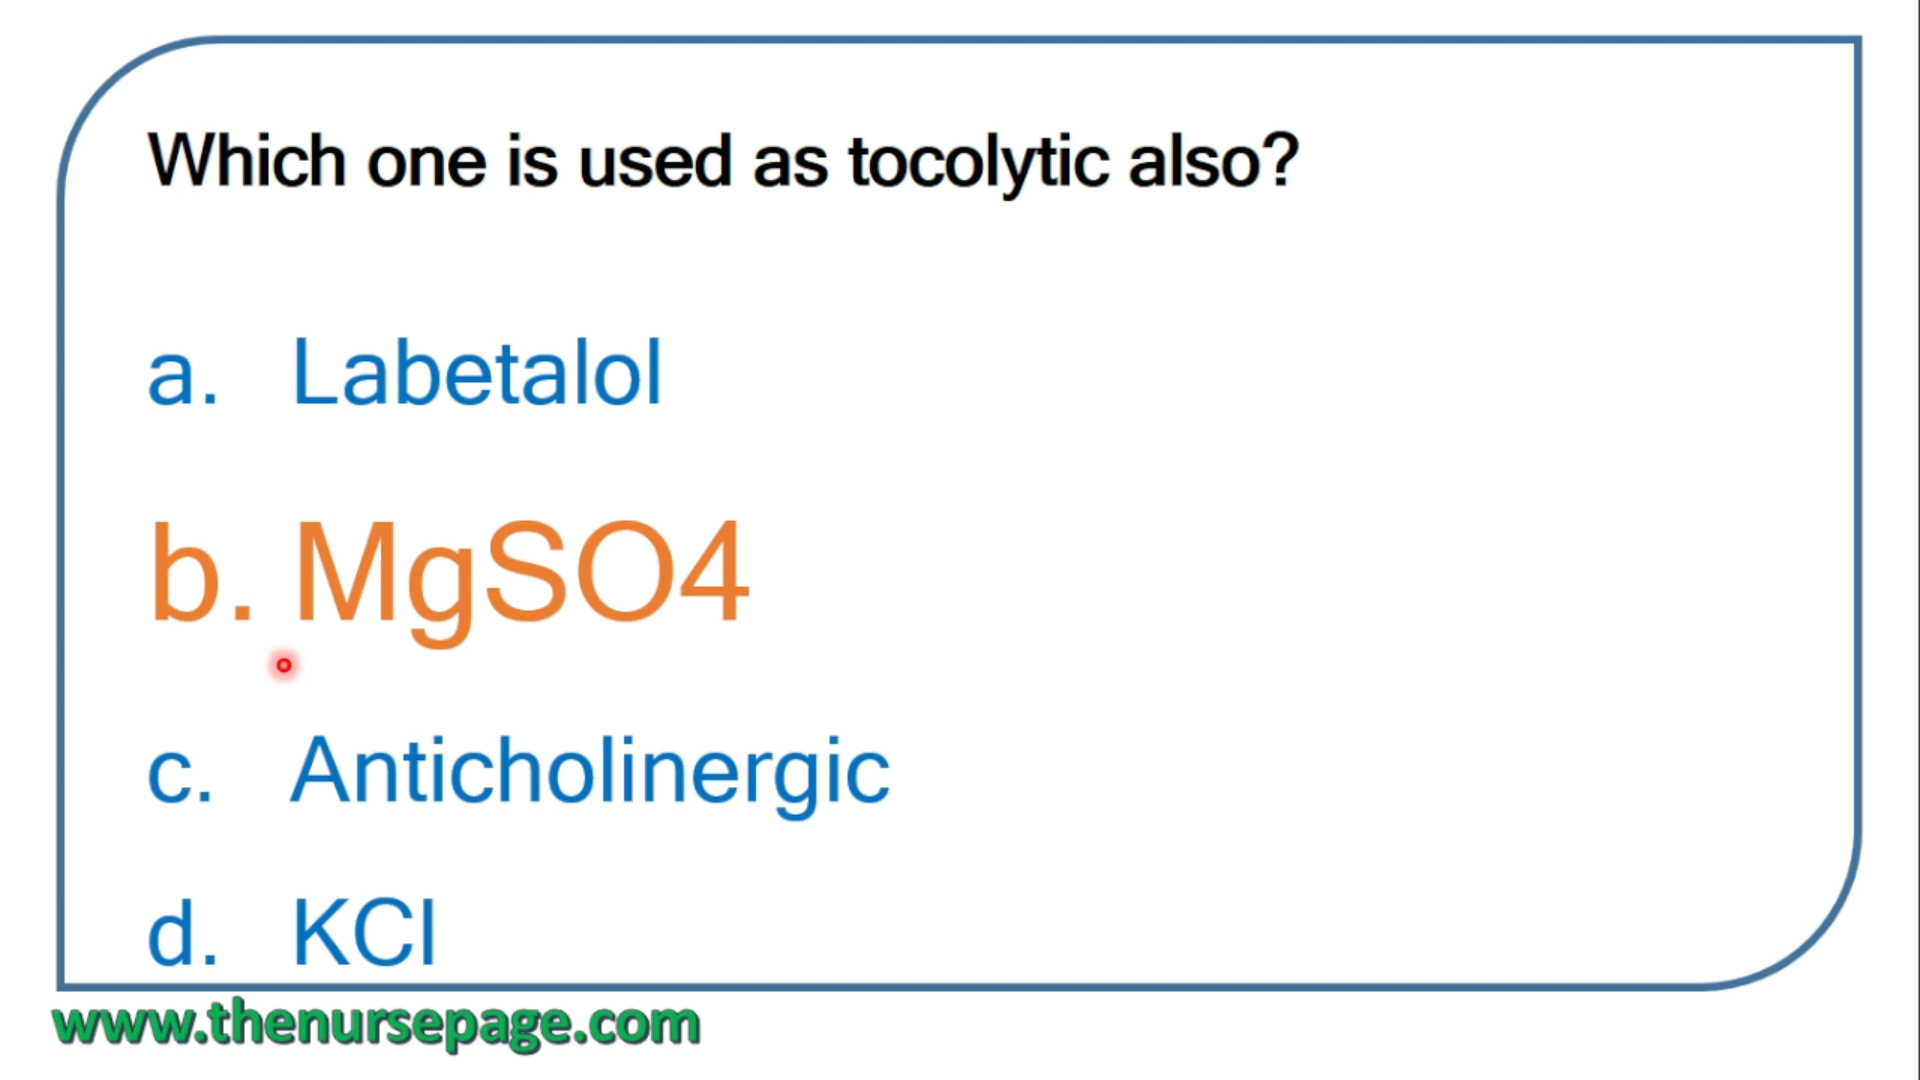 Which one is used as tocolytic also?
a. Labetalol
b. MgSO4
c. Anticholinergic
d. KCl
www.thenursepage.com